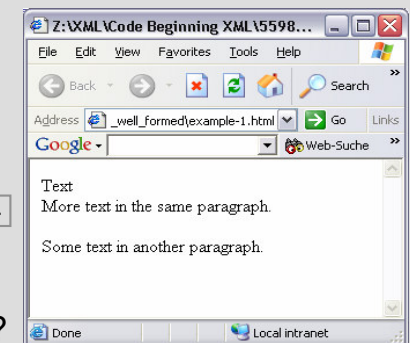 Z:\XML\Code Beginning XML\5598...
File Edit View Favorites Tools Help
Back Search »
Address _well_formed\example-1.html Go Links
Google Web-Suche »
Text
More text in the same paragraph.
Some text in another paragraph.
?
Done Local intranet